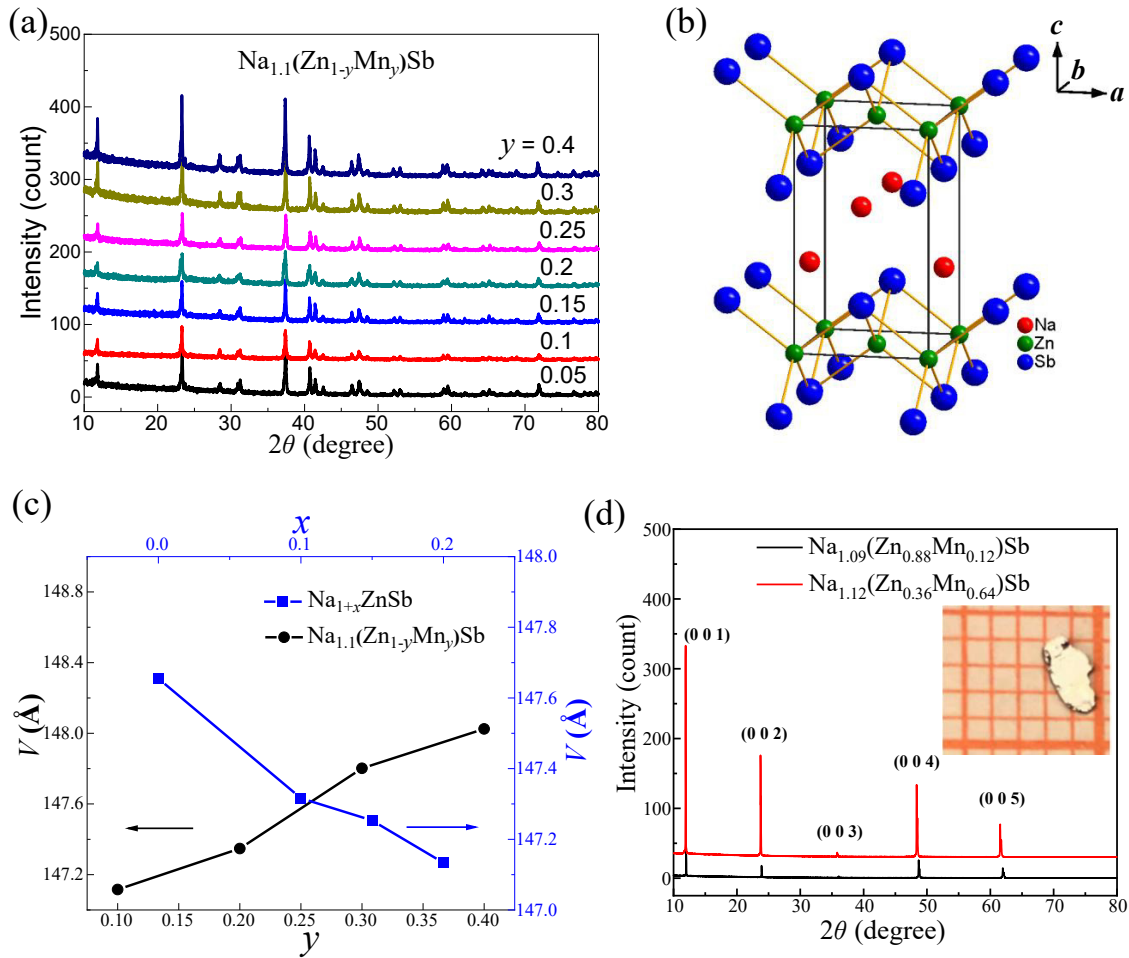 (a)
500
400
300
200
100
0
Intensity (count)
Na1.1(Zn1-yMny)Sb
y = 0.4
0.3
0.25
0.2
0.15
0.1
0.05
10 20 30 40 50 60 70 80
2θ (degree)
(b)
c
b
a
Na
Zn
Sb
(c)
x
0.0 0.1 0.2
148.8
148.4
148.0
147.6
147.2
V (Å)
Na1+xZnSb
Na1.1(Zn1-yMny)Sb
148.0
147.8
147.6
147.4
147.2
147.0
V (Å)
0.10 0.15 0.20 0.25 0.30 0.35 0.40
y
(d)
500
400
300
200
100
0
Intensity (count)
Na1.09(Zn0.88Mn0.12)Sb
Na1.12(Zn0.36Mn0.64)Sb
(0 0 1)
(0 0 2)
(0 0 3)
(0 0 4)
(0 0 5)
10 20 30 40 50 60 70 80
2θ (degree)